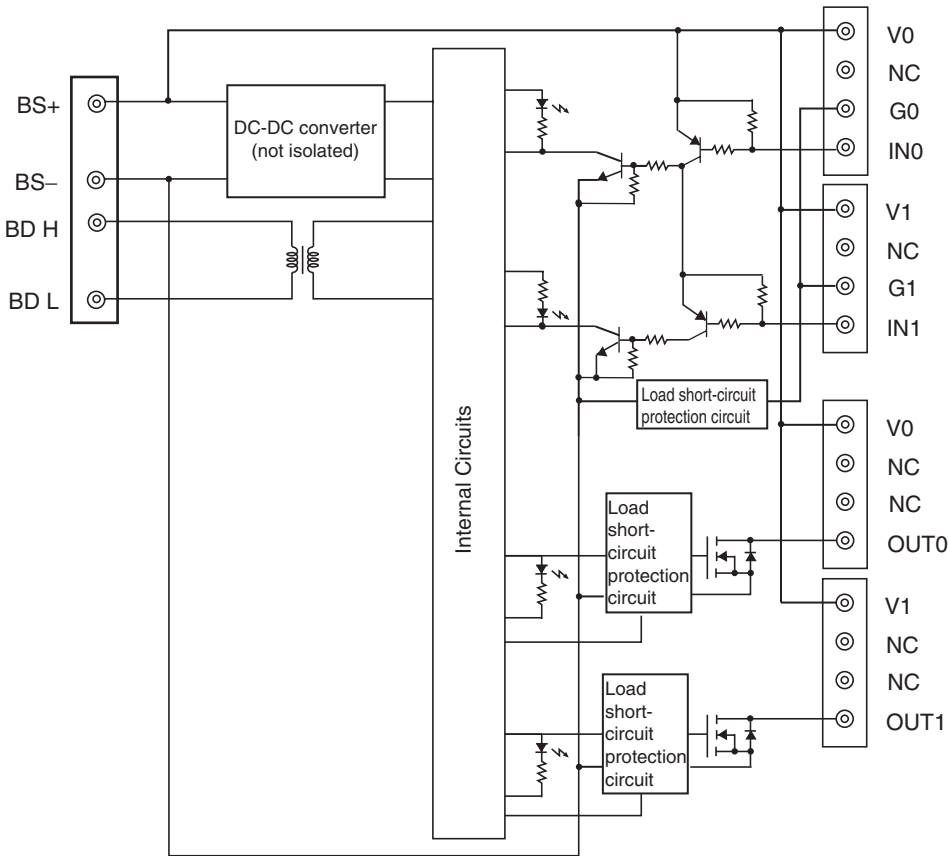 BS+
BS−
BD H
BD L
DC-DC converter
(not isolated)
Internal Circuits
V0
NC
G0
IN0
V1
NC
G1
IN1
Load short-circuit
protection circuit
V0
NC
NC
OUT0
Load
short-
circuit
protection
circuit
V1
NC
NC
OUT1
Load
short-
circuit
protection
circuit